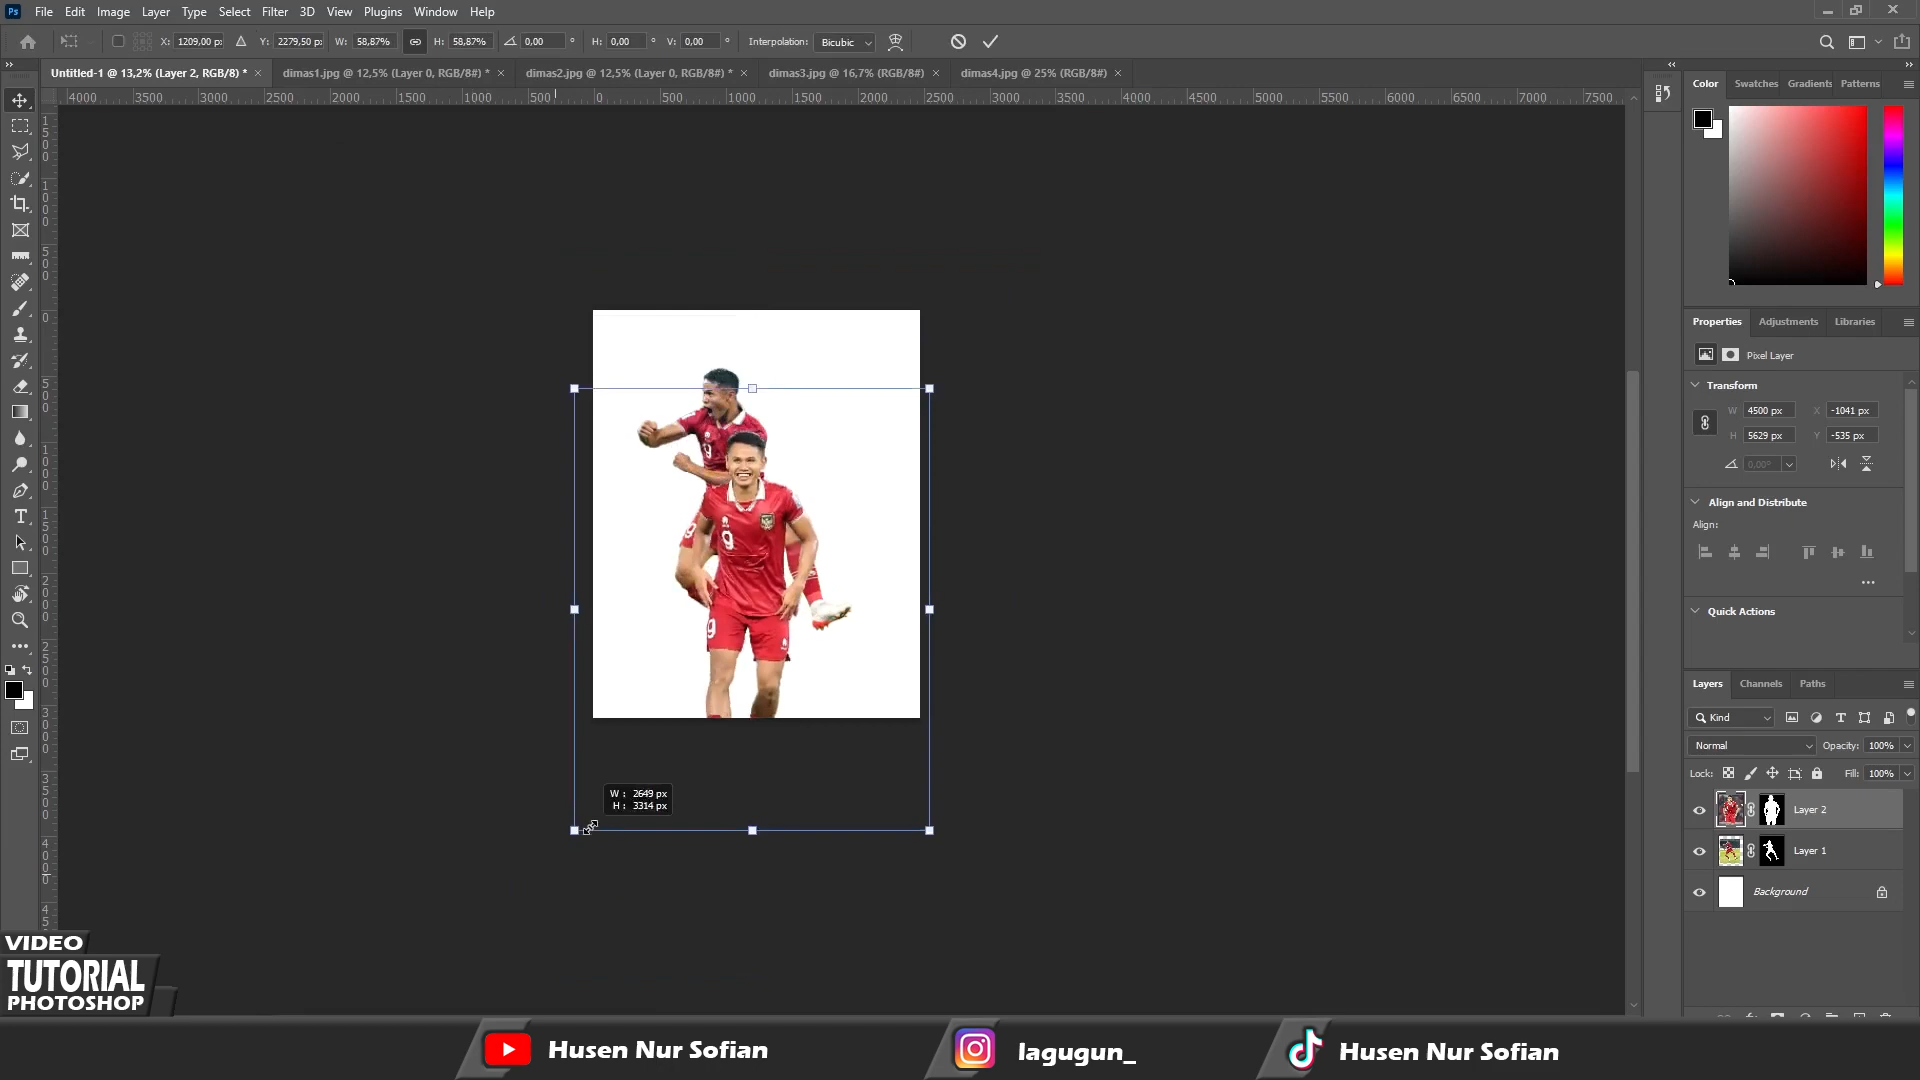 Ps File Edit Image Layer Type Select Filter 3D View Plugins Window Help
X: 1209,00 px Y: 2279,50 px W: 58,87% H: 58,87% 0,00 ° H: 0,00 ° V: 0,00 ° Interpolation: Bicubic
Untitled-1 @ 13,2% (Layer 2, RGB/8) * × dimas1.jpg @ 12,5% (Layer 0, RGB/8#) * × dimas2.jpg @ 12,5% (Layer 0, RGB/8#) * × dimas3.jpg @ 16,7% (RGB/8#) × dimas4.jpg @ 25% (RGB/8#) ×
4000 3500 3000 2500 2000 1500 1000 500 0 500 1000 1500 2000 2500 3000 3500 4000 4500 5000 5500 6000 6500 7000 7500
Color Swatches Gradients Patterns
Properties Adjustments Libraries
Pixel Layer
Transform
W 4500 px X -1041 px
H 5629 px Y -535 px
0,00°
Align and Distribute
Align:
Quick Actions
Layers Channels Paths
Kind
Normal Opacity: 100%
Lock: Fill: 100%
Layer 2
Layer 1
Background
9
9
9
9
W : 2649 px
H : 3314 px
VIDEO
TUTORIAL
PHOTOSHOP
Husen Nur Sofian
lagugun_
Husen Nur Sofian